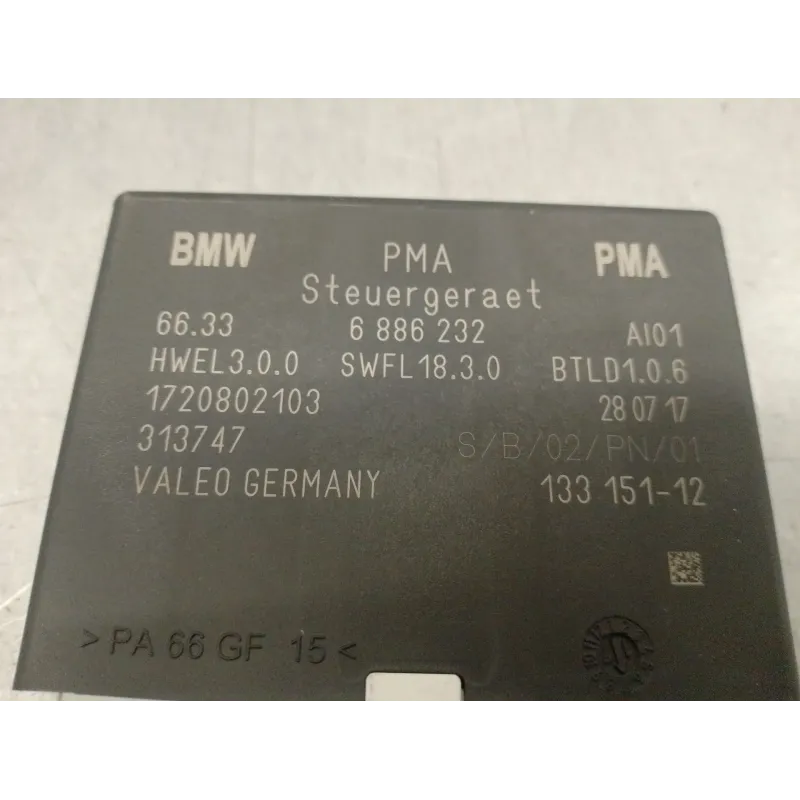 BMW PMA PMA
Steuergeraet
66.33 6 886 232 AI01
HWEL3.0.0 SWFL18.3.0 BTLD1.0.6
1720802103 28 07 17
313747 S/B/02/PN/01
VALEO GERMANY 133 151-12
>PA 66 GF 15<